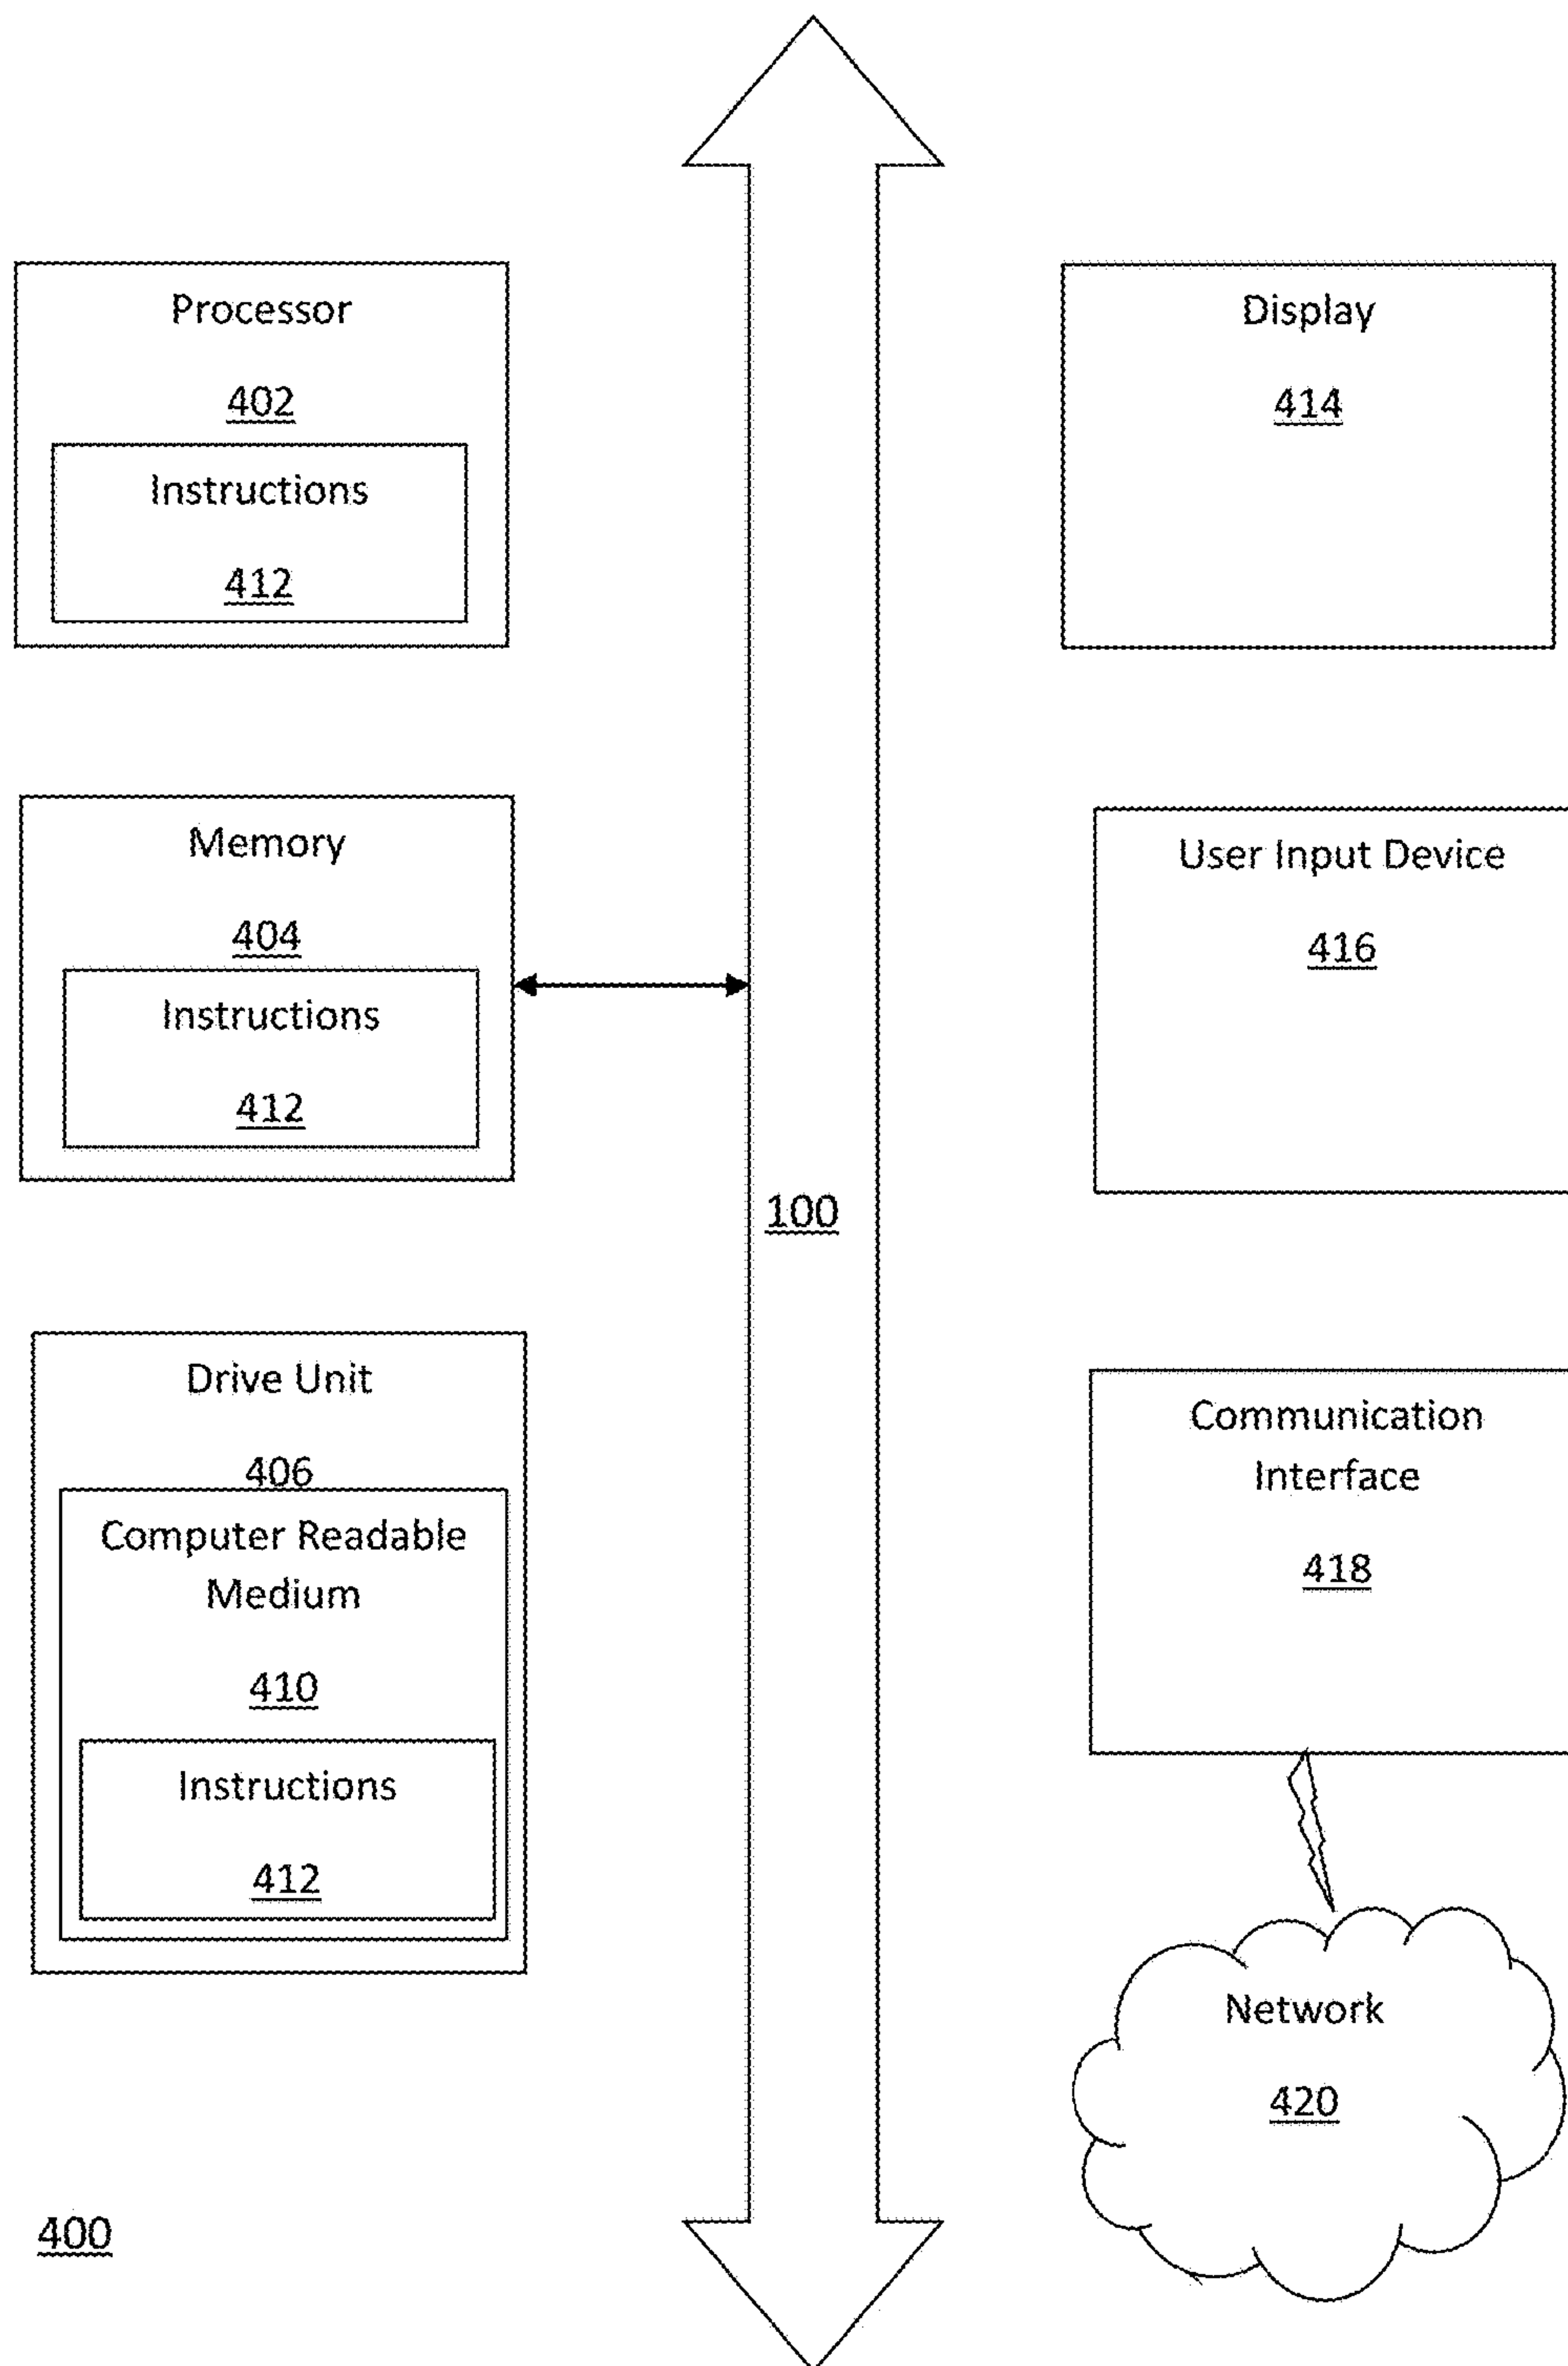 Processor
402
Instructions
412
Memory
404
Instructions
412
Drive Unit
406
Computer Readable
Medium
410
Instructions
412
400
100
Display
414
User Input Device
416
Communication
Interface
418
Network
420